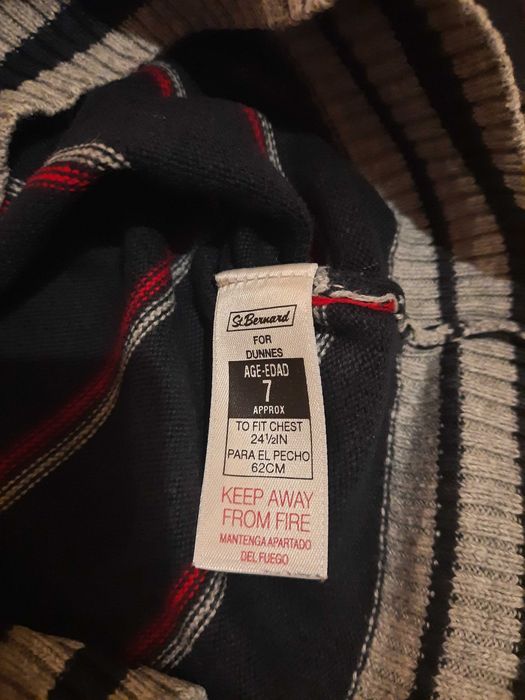 St.Bernard
FOR
DUNNES
AGE-EDAD
7
APPROX
TO FIT CHEST
24½IN
PARA EL PECHO
62CM
KEEP AWAY
FROM FIRE
MANTENGA APARTADO
DEL FUEGO